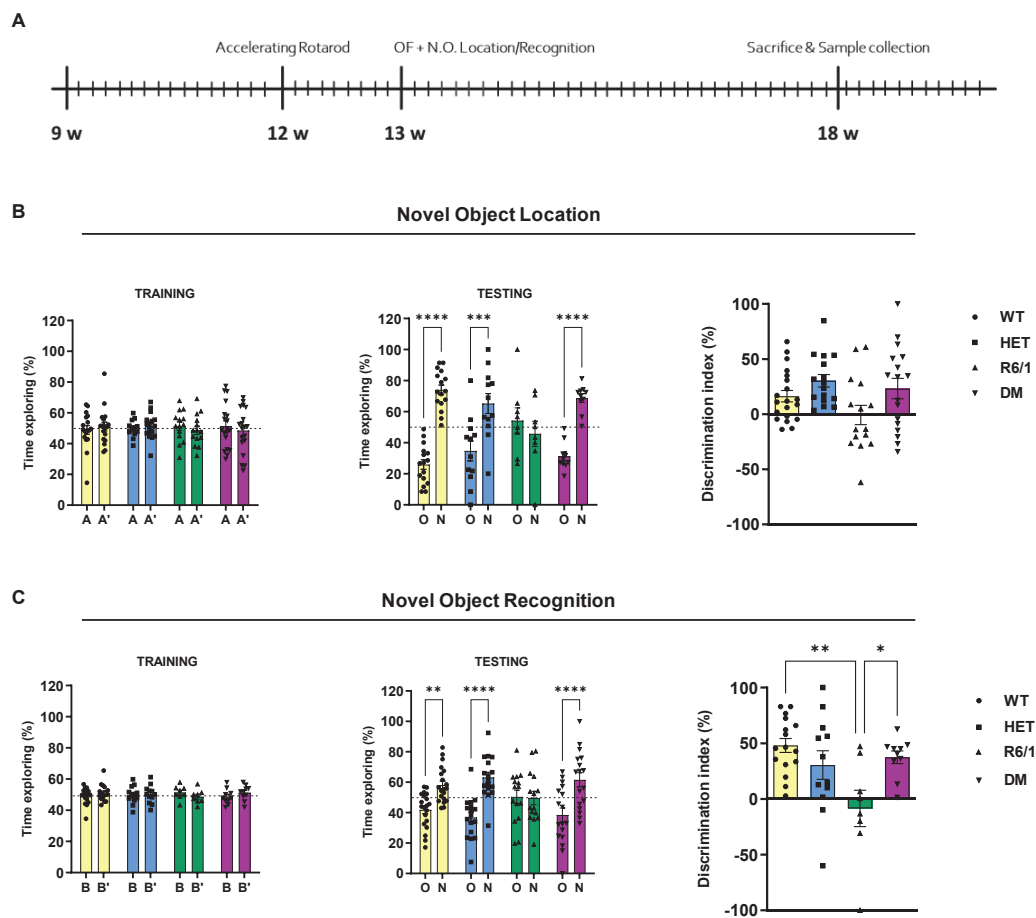 A
Accelerating Rotarod OF + N.O. Location/Recognition Sacrifice & Sample collection
9 w 12 w 13 w 18 w
B
Novel Object Location
TRAINING
Time exploring (%)
120
100
80
60
40
20
0
A A' A A' A A' A A'
TESTING
Time exploring (%)
120
100
80
60
40
20
0
**** *** ****
O N O N O N O N
Discrimination index (%)
100
50
0
-50
-100
WT
HET
R6/1
DM
C
Novel Object Recognition
TRAINING
Time exploring (%)
120
100
80
60
40
20
0
B B' B B' B B' B B'
TESTING
Time exploring (%)
120
100
80
60
40
20
0
** **** ****
O N O N O N O N
Discrimination index (%)
** *
100
50
0
-50
-100
WT
HET
R6/1
DM